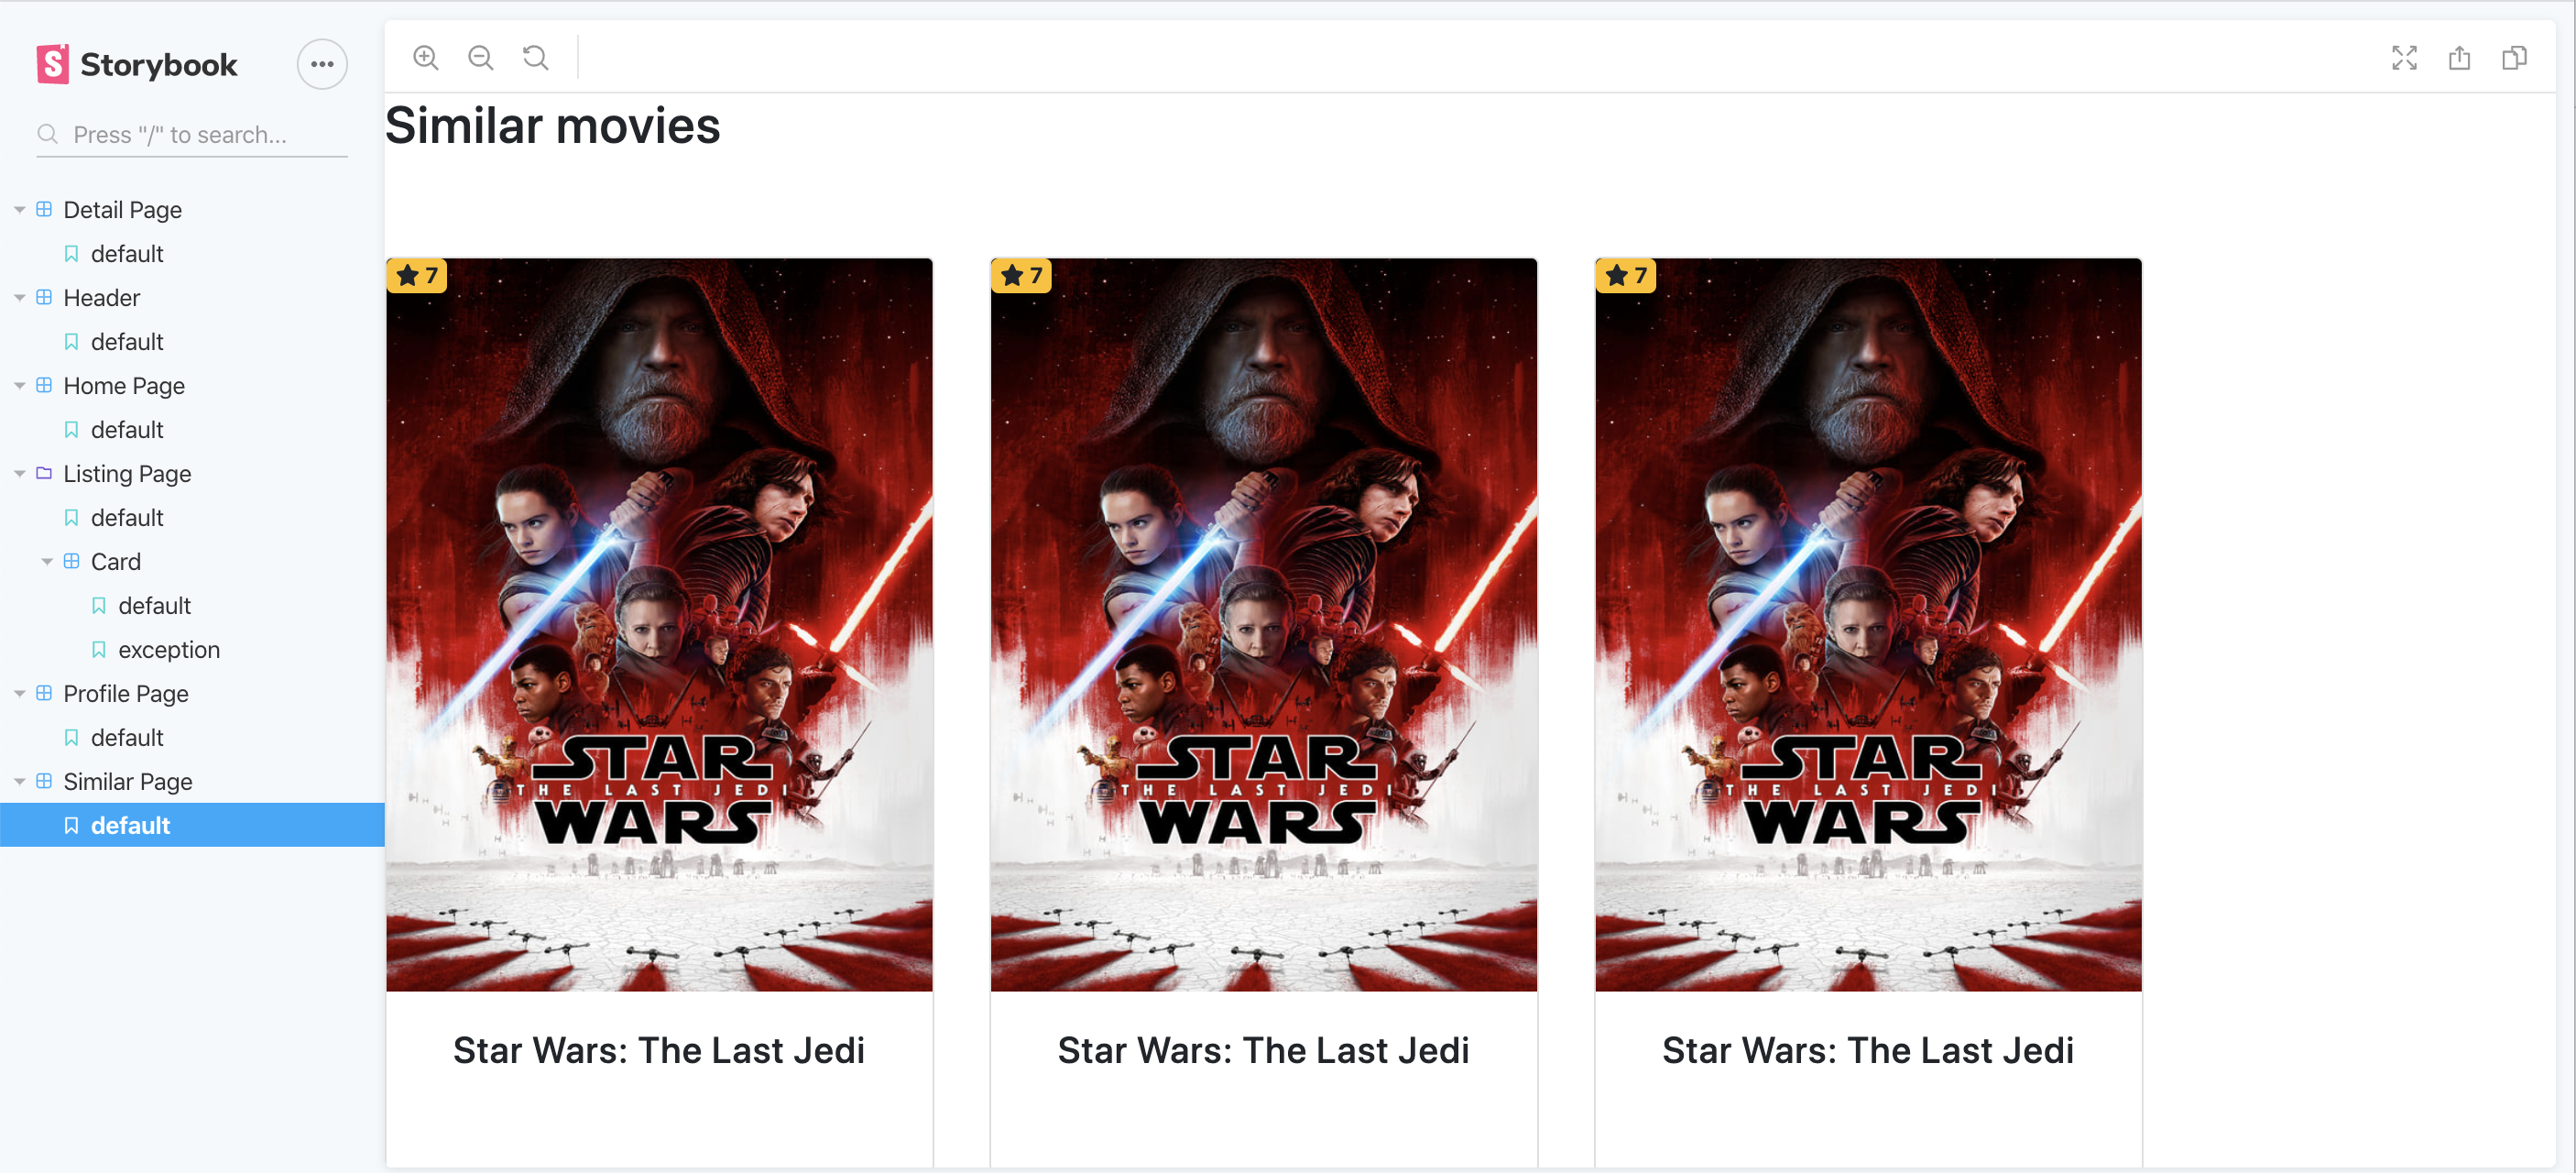 Storybook
Press "/" to search...
Detail Page
default
Header
default
Home Page
default
Listing Page
default
Card
default
exception
Profile Page
default
Similar Page
default
Similar movies
7
7
7
STAR
THE LAST JEDI
WARS
STAR
THE LAST JEDI
WARS
STAR
THE LAST JEDI
WARS
Star Wars: The Last Jedi
Star Wars: The Last Jedi
Star Wars: The Last Jedi